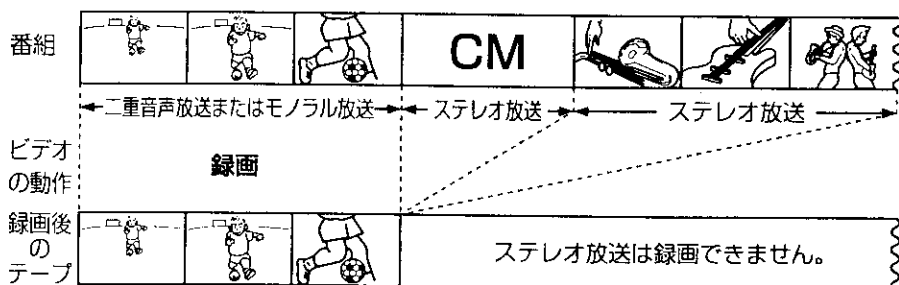 番組
CM
二重音声放送またはモノラル放送
ステレオ放送
ステレオ放送
ビデオ
の動作
録画
録画後
の
テープ
ステレオ放送は録画できません。